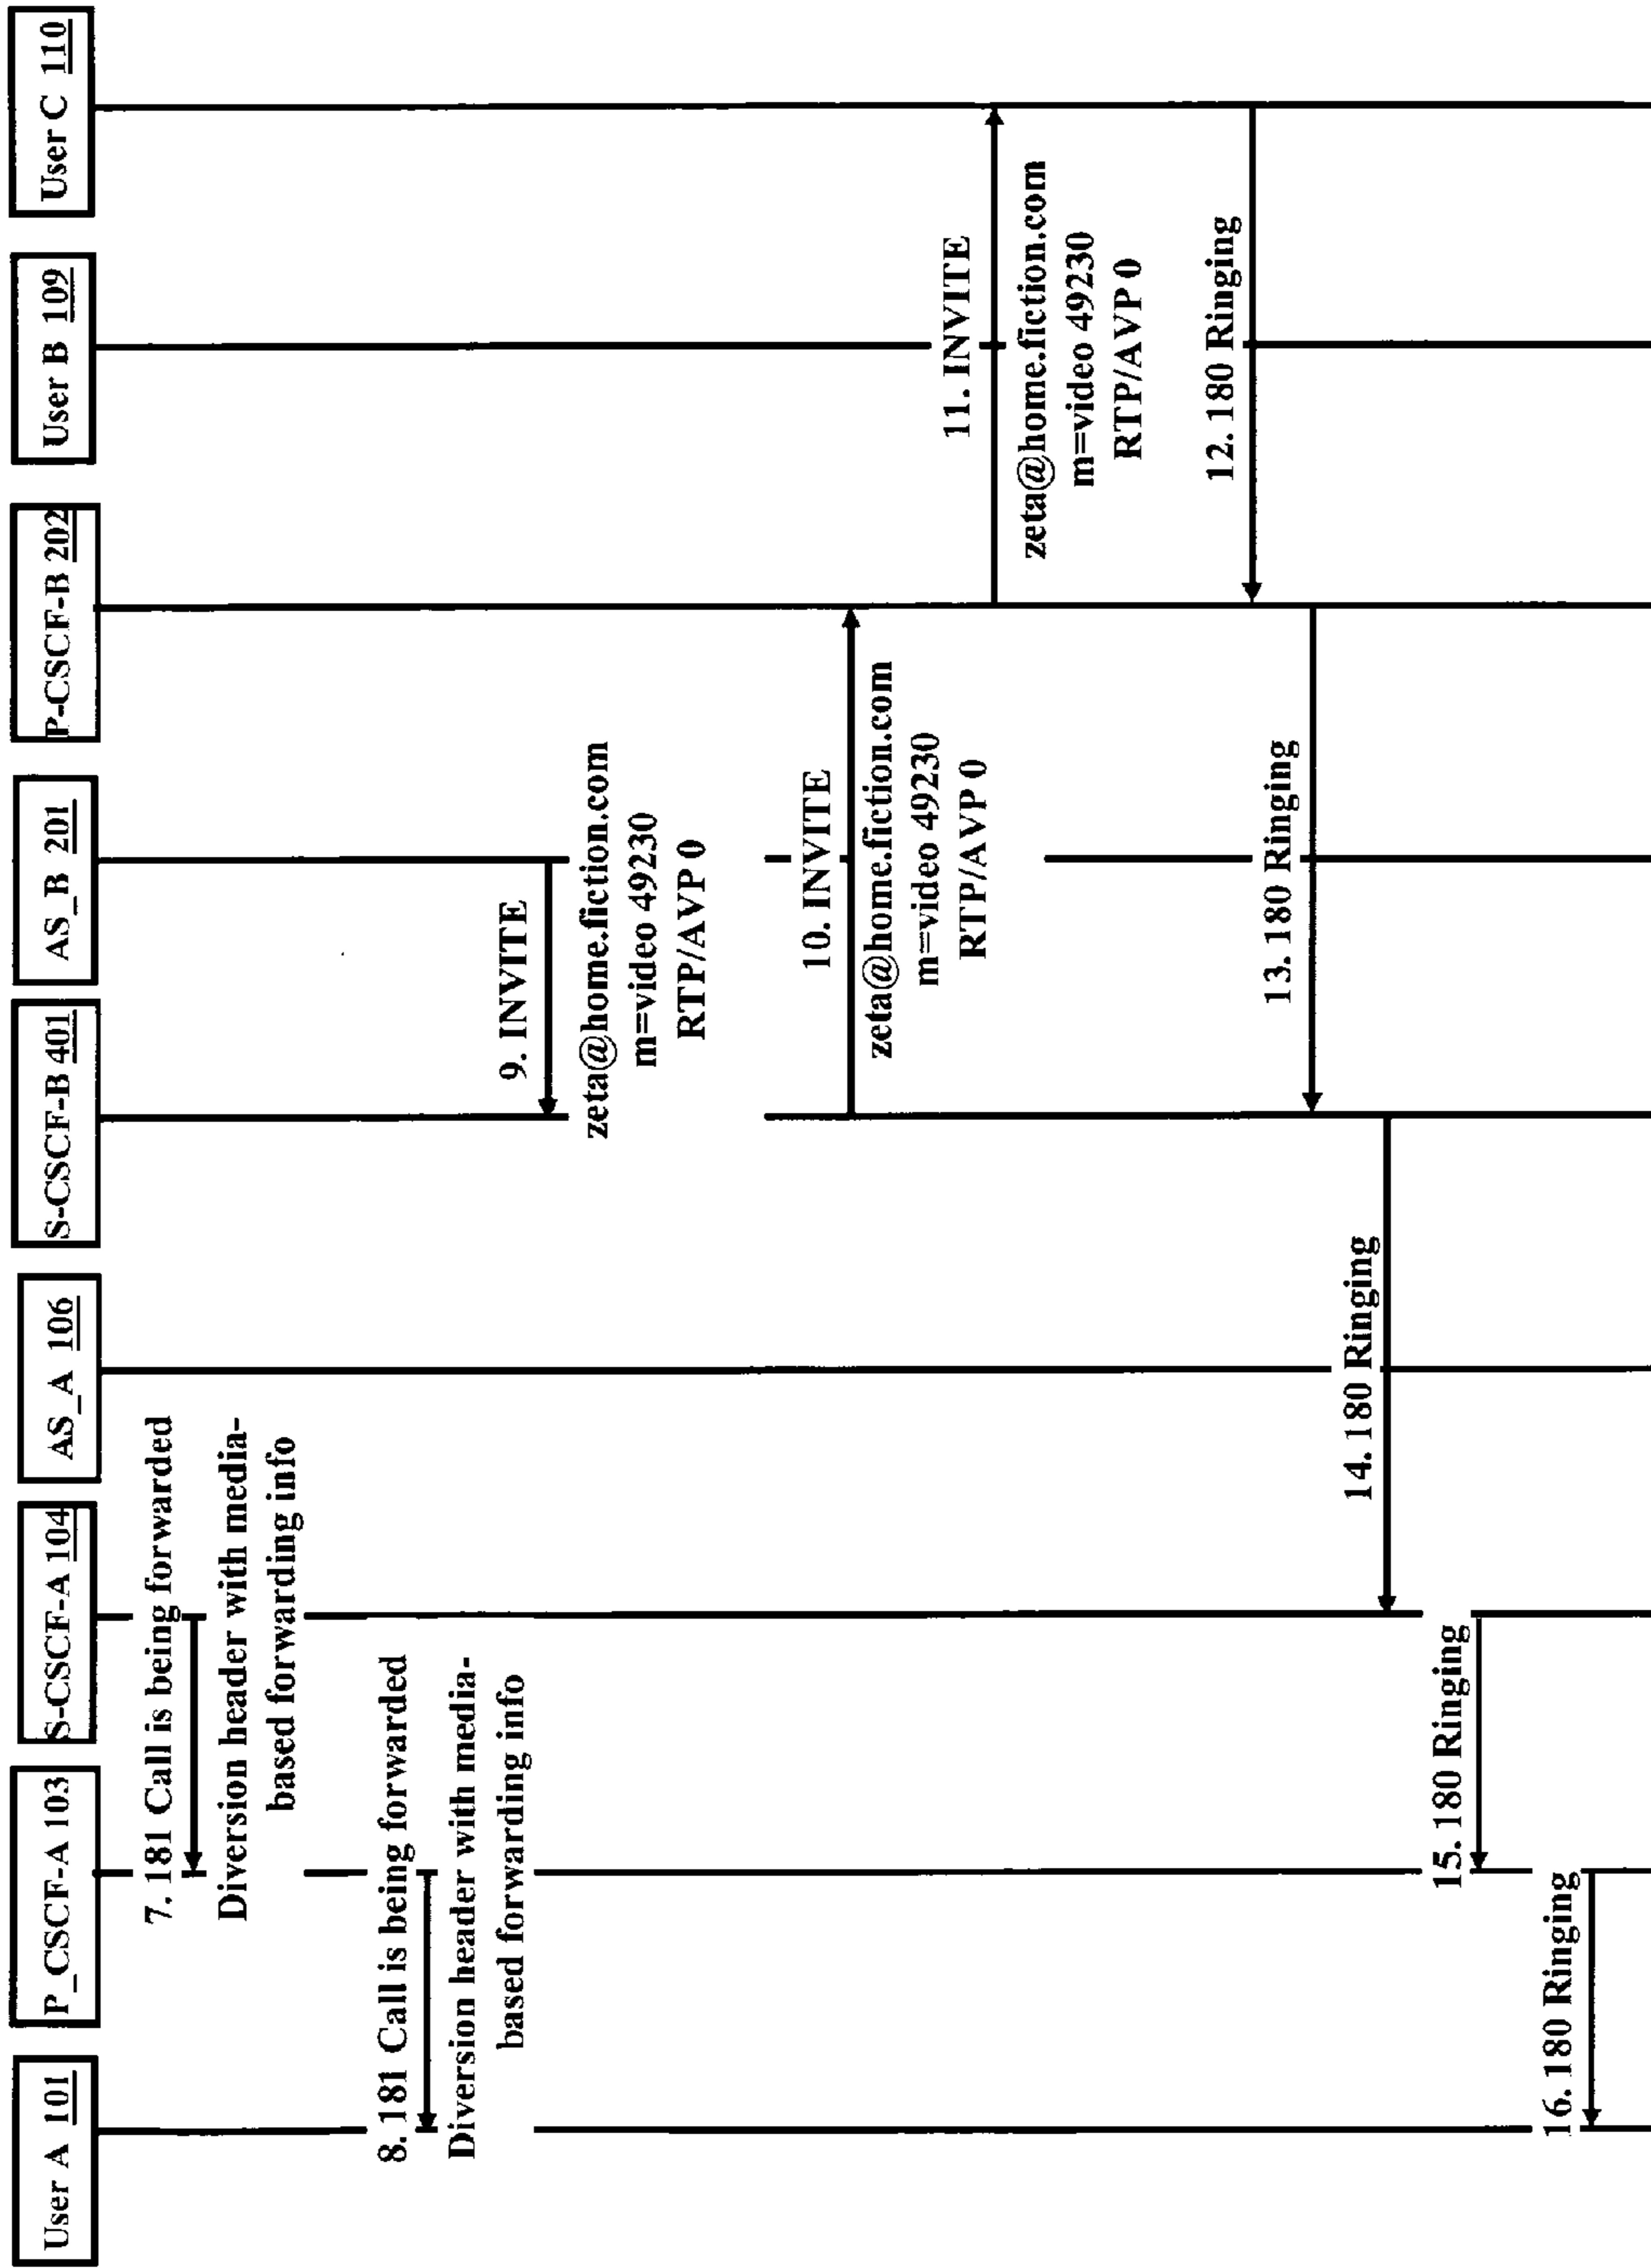 User A 101
P_CSCF-A 103
S-CSCF-A 104
AS_A 106
S-CSCF-B 401
AS_B 201
P-CSCF-B 202
User B 109
User C 110
7. 181 Call is being forwarded
Diversion header with media-
based forwarding info
8. 181 Call is being forwarded
Diversion header with media-
based forwarding info
9. INVITE
zeta@home.fiction.com
m=video 49230
RTP/AVP 0
10. INVITE
zeta@home.fiction.com
m=video 49230
RTP/AVP 0
11. INVITE
zeta@home.fiction.com
m=video 49230
RTP/AVP 0
12. 180 Ringing
13. 180 Ringing
14. 180 Ringing
15. 180 Ringing
16. 180 Ringing